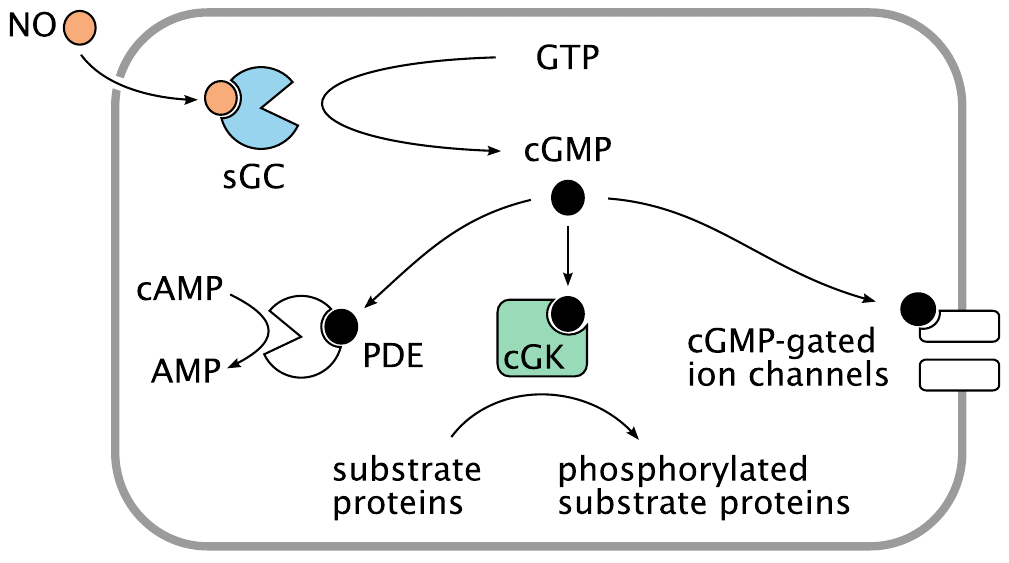 NO
GTP
cGMP
sGC
cAMP
AMP
PDE
cGK
cGMP-gated
ion channels
substrate
proteins
phosphorylated
substrate proteins